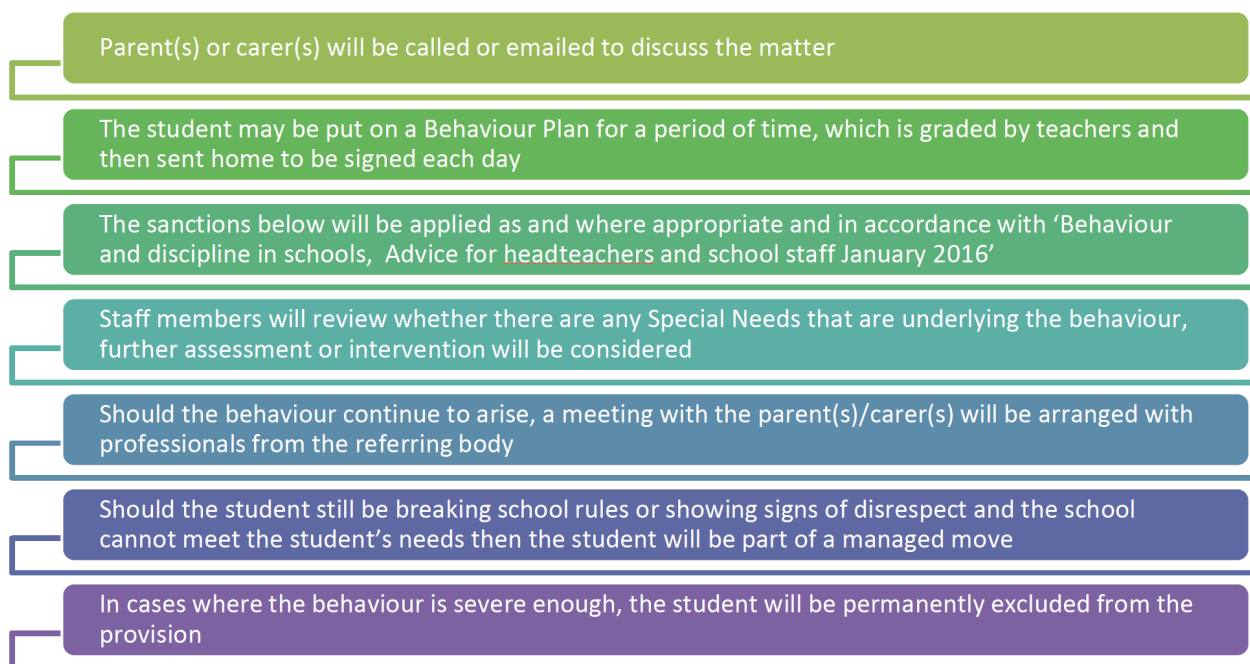 Parent(s) or carer(s) will be called or emailed to discuss the matter
The student may be put on a Behaviour Plan for a period of time, which is graded by teachers and
then sent home to be signed each day
The sanctions below will be applied as and where appropriate and in accordance with ‘Behaviour
and discipline in schools,  Advice for headteachers and school staff January 2016’
Staff members will review whether there are any Special Needs that are underlying the behaviour,
further assessment or intervention will be considered
Should the behaviour continue to arise, a meeting with the parent(s)/carer(s) will be arranged with
professionals from the referring body
Should the student still be breaking school rules or showing signs of disrespect and the school
cannot meet the student’s needs then the student will be part of a managed move
In cases where the behaviour is severe enough, the student will be permanently excluded from the
provision